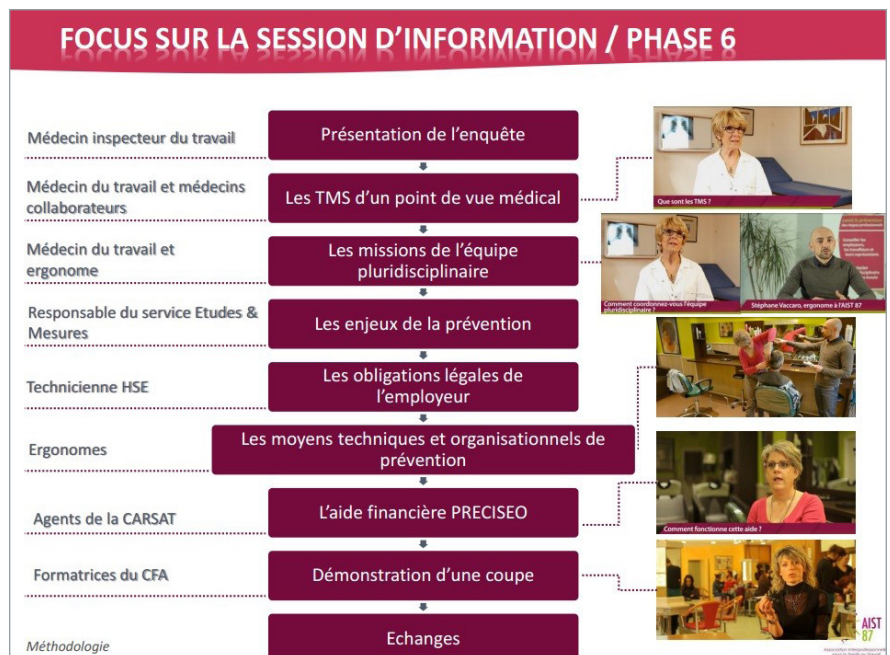 FOCUS SUR LA SESSION D'INFORMATION / PHASE 6
Médecin inspecteur du travail
Présentation de l'enquête
Médecin du travail et médecins
collaborateurs
Les TMS d'un point de vue médical
Que sont les TMS ?
Médecin du travail et
ergonome
Les missions de l'équipe
pluridisciplinaire
Comment coordonnez-vous l'équipe
pluridisciplinaire ?
Stéphane Vaccaro, ergonome à l'AIST 87
Responsable du service Etudes &
Mesures
Les enjeux de la prévention
Technicienne HSE
Les obligations légales de
l'employeur
Ergonomes
Les moyens techniques et organisationnels de
prévention
Agents de la CARSAT
L'aide financière PRECISEO
Comment fonctionne cette aide ?
Formatrices du CFA
Démonstration d'une coupe
Echanges
Méthodologie
AIST
87